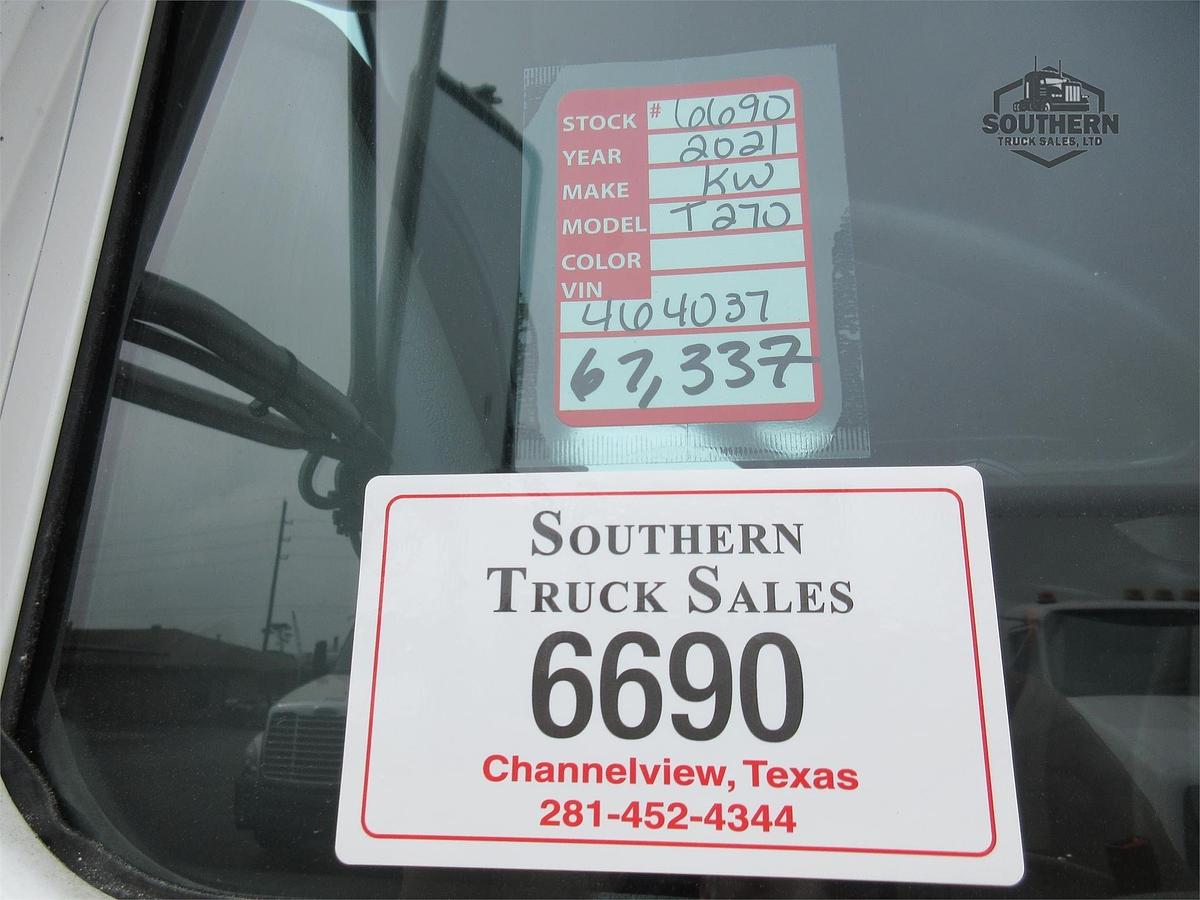 STOCK # 6690
YEAR 2021
MAKE KW
MODEL T270
COLOR
VIN
464037
67,337
SOUTHERN
TRUCK SALES, LTD
SOUTHERN
TRUCK SALES
6690
Channelview, Texas
281-452-4344